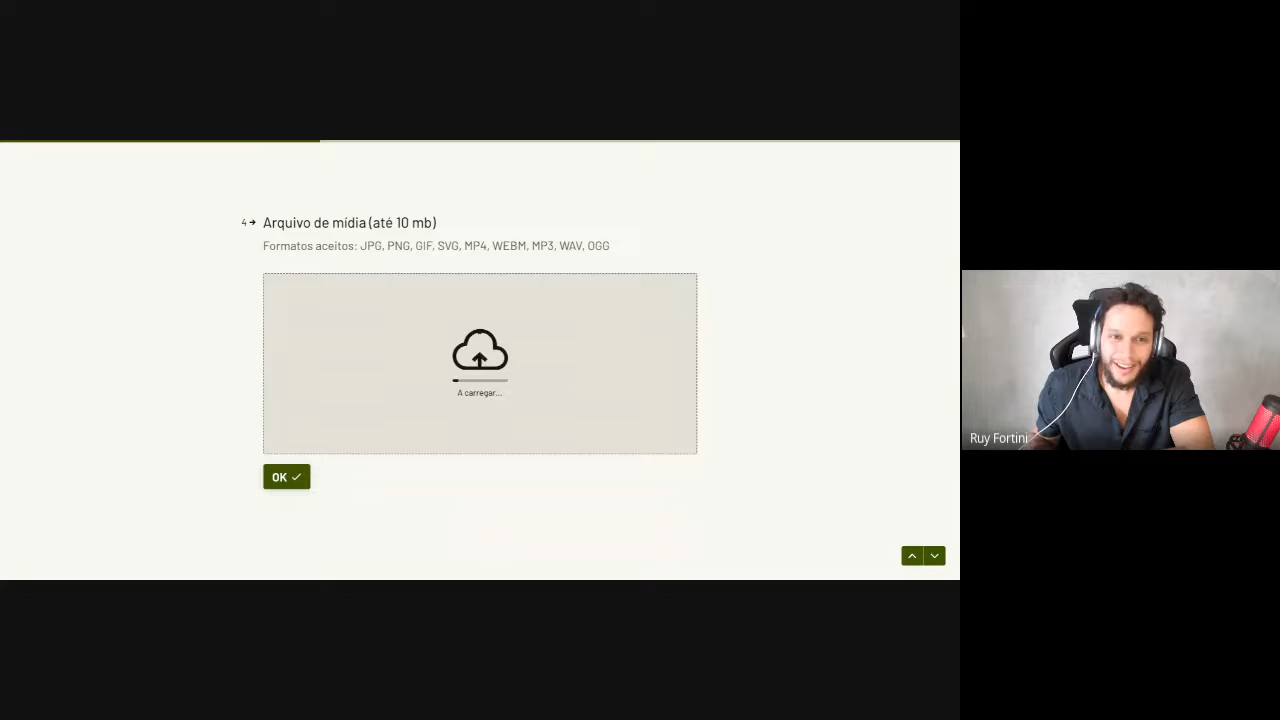 4 Arquivo de mídia (até 10 mb)
Formatos aceitos: JPG, PNG, GIF, SVG, MP4, WEBM, MP3, WAV, OGG
A carregar...
OK
Ruy Fortini